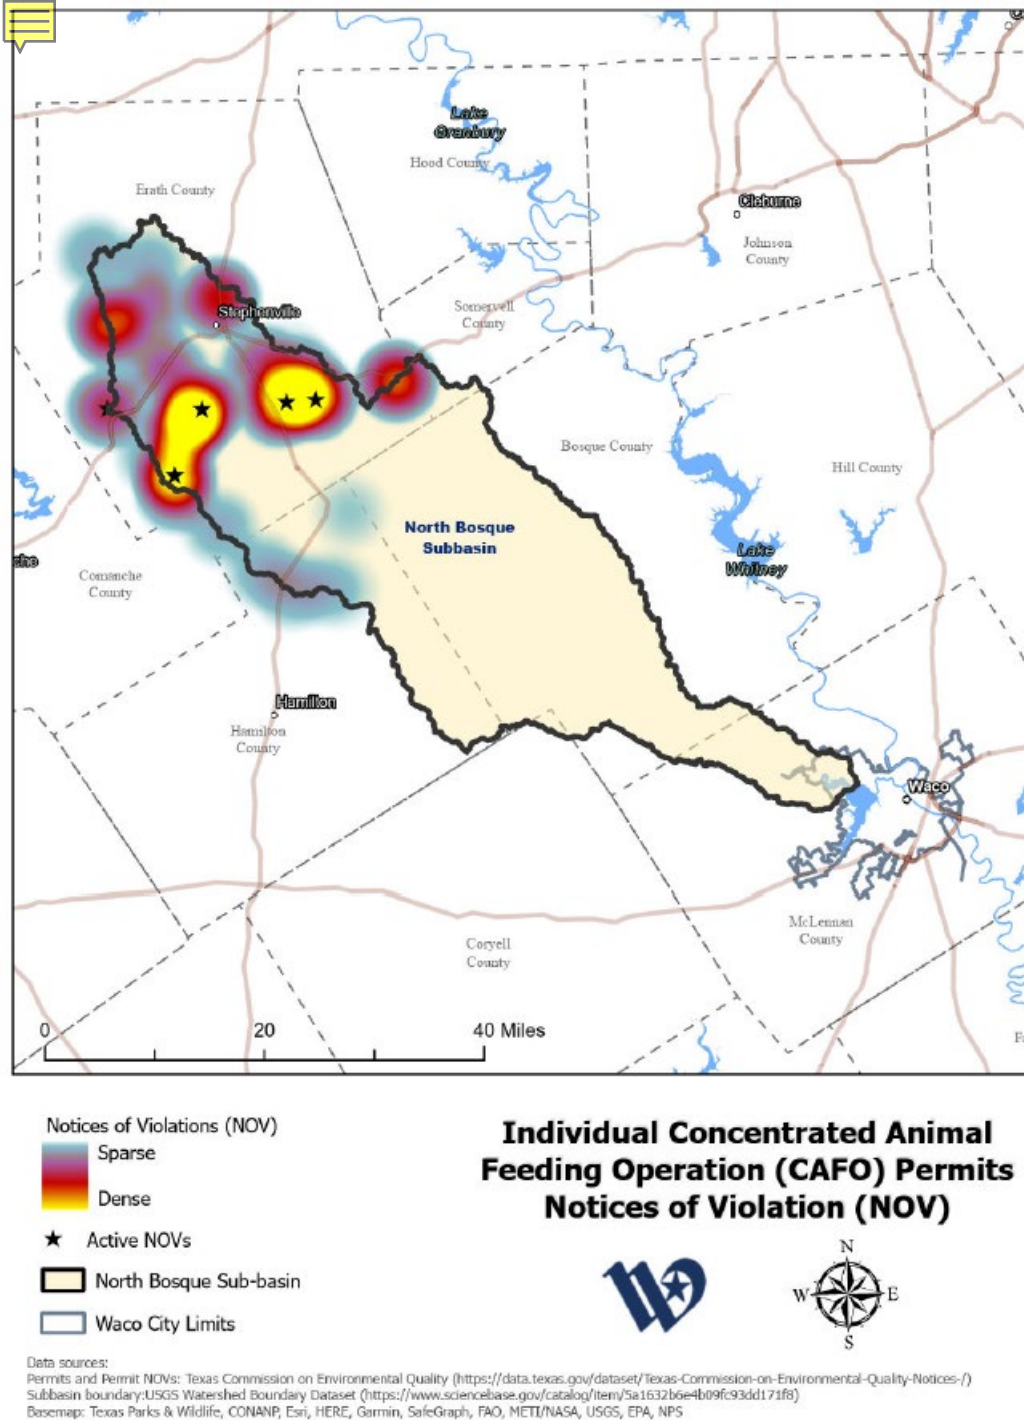 Lake
Granbury
Hood County
Erath County
Cleburne
Johnson
County
Somervell
County
Stephenville
Bosque County
Hill County
North Bosque
Subbasin
Lake
Whitney
che
Comanche
County
Hamilton
Hamilton
County
Waco
McLennan
County
Coryell
County
0 20 40 Miles
Notices of Violations (NOV)
Sparse
Dense
Active NOVs
North Bosque Sub-basin
Waco City Limits
Individual Concentrated Animal
Feeding Operation (CAFO) Permits
Notices of Violation (NOV)
N
W E
S
Data sources:
Permits and Permit NOVs: Texas Commission on Environmental Quality (https://data.texas.gov/dataset/Texas-Commission-on-Environmental-Quality-Notices-/)
Subbasin boundary:USGS Watershed Boundary Dataset (https://www.sciencebase.gov/catalog/item/5a1632b6e4b09fc93dd171f8)
Basemap: Texas Parks & Wildlife, CONANP, Esri, HERE, Garmin, SafeGraph, FAO, METI/NASA, USGS, EPA, NPS